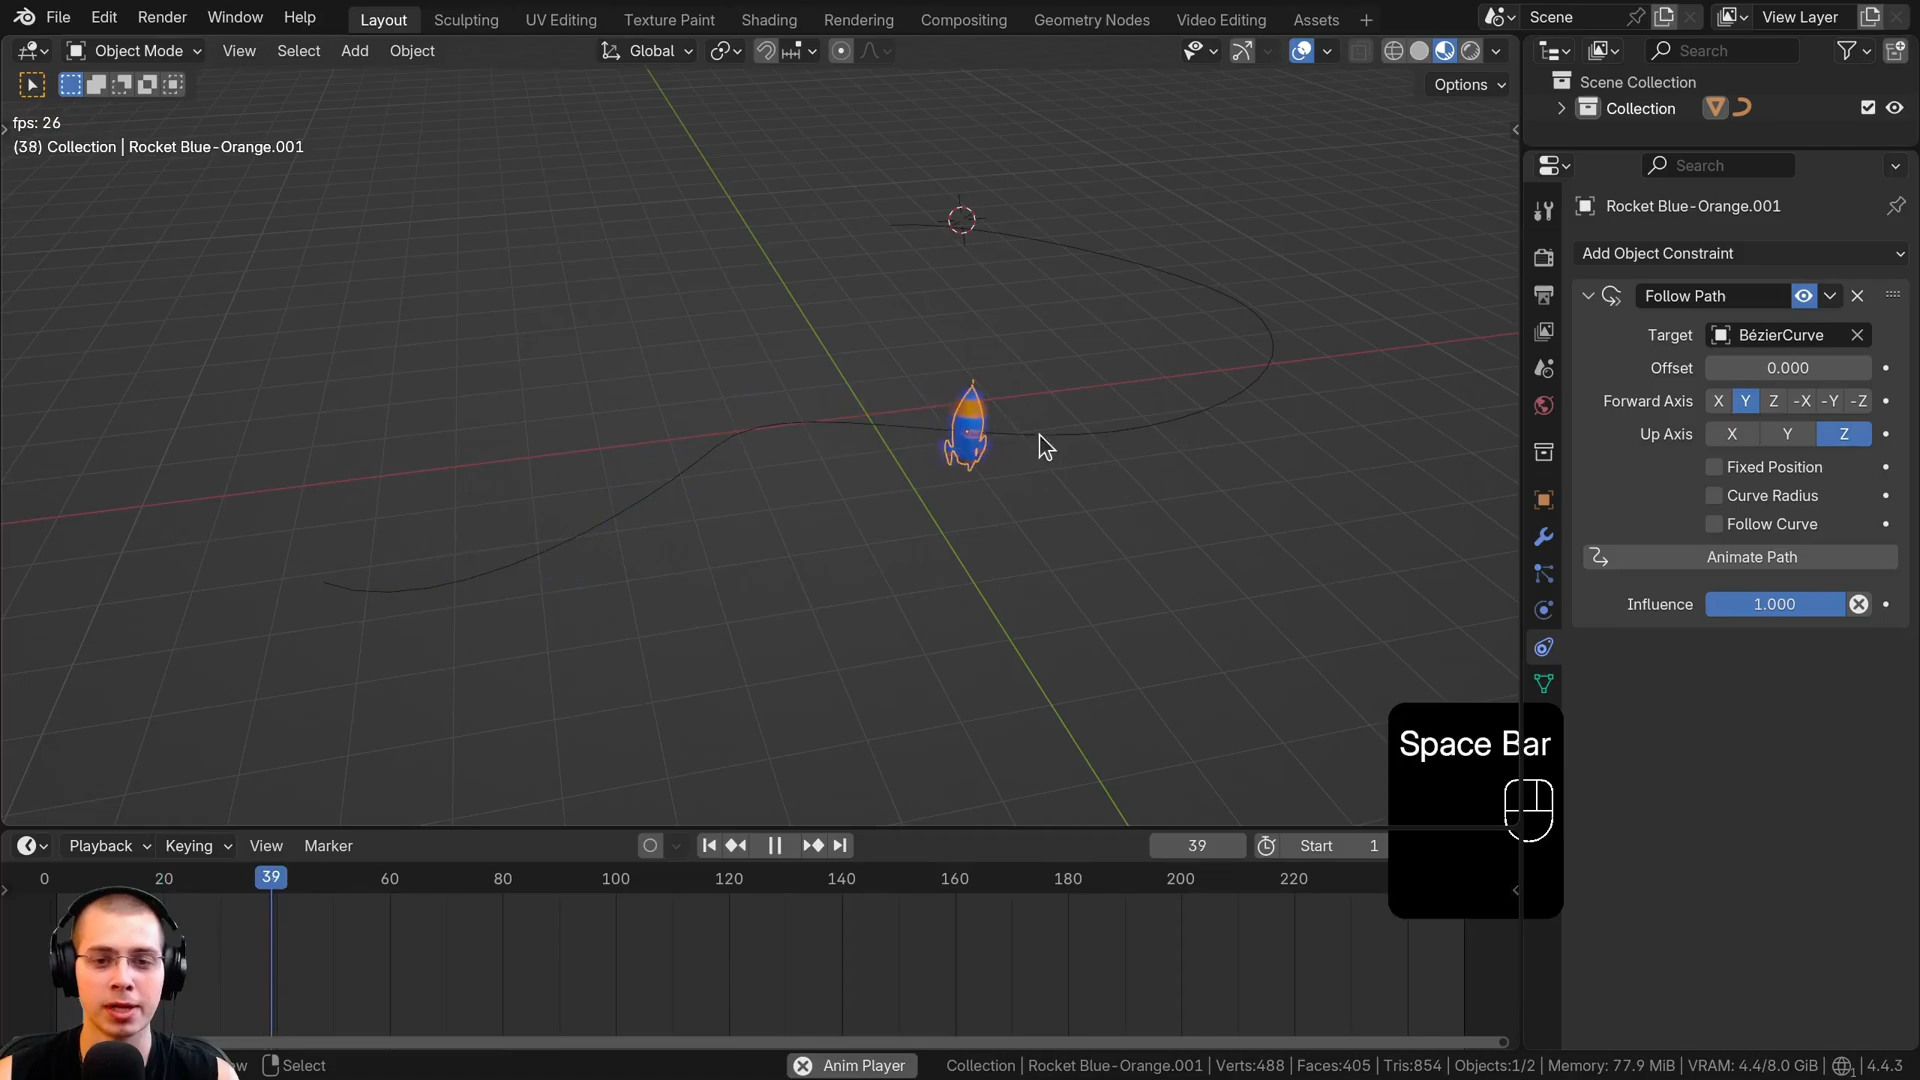 File Edit Render Window Help Layout Sculpting UV Editing Texture Paint Shading Rendering Compositing Geometry Nodes Video Editing Assets + Scene View Layer
Object Mode View Select Add Object Global Search
Options
Scene Collection
Collection
fps: 26
(38) Collection | Rocket Blue-Orange.001
Search
Rocket Blue-Orange.001
Add Object Constraint
Follow Path
Target BézierCurve
Offset 0.000
Forward Axis X Y Z -X -Y -Z
Up Axis X Y Z
Fixed Position
Curve Radius
Follow Curve
Animate Path
Influence 1.000
Space Bar
Playback Keying View Marker 39 Start 1
0 20 39 60 80 100 120 140 160 180 200 220
Select Anim Player Collection | Rocket Blue-Orange.001 | Verts:488 | Faces:405 | Tris:854 | Objects:1/2 | Memory: 77.9 MiB | VRAM: 4.4/8.0 GiB | 4.4.3